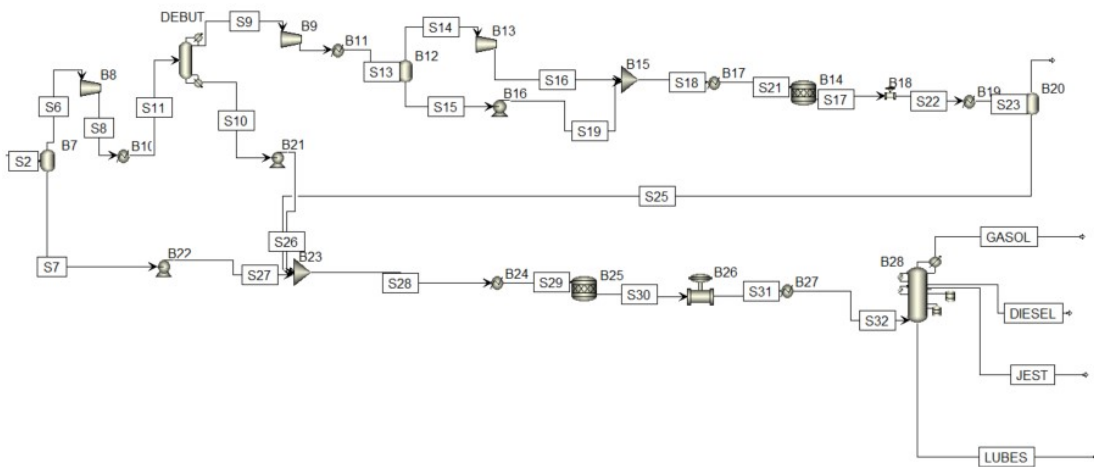 DEBUT
S9
B9
S14
B13
B11
B12
S13
B8
S6
S11
S16
B15
S18
B17
S21
B14
S17
B18
S22
B19
S23
B20
S15
B16
S19
S8
S10
B10
B7
S2
B21
S25
S26
B23
S7
B22
S27
S28
B24
S29
B25
S30
B26
S31
B27
S32
B28
GASOL
DIESEL
JEST
LUBES